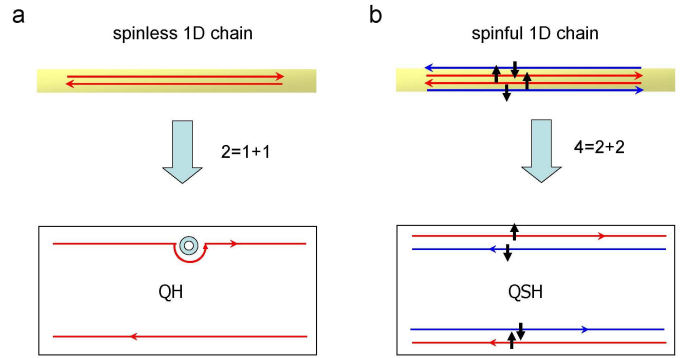 a
spinless 1D chain
2=1+1
QH
b
spinful 1D chain
4=2+2
QSH